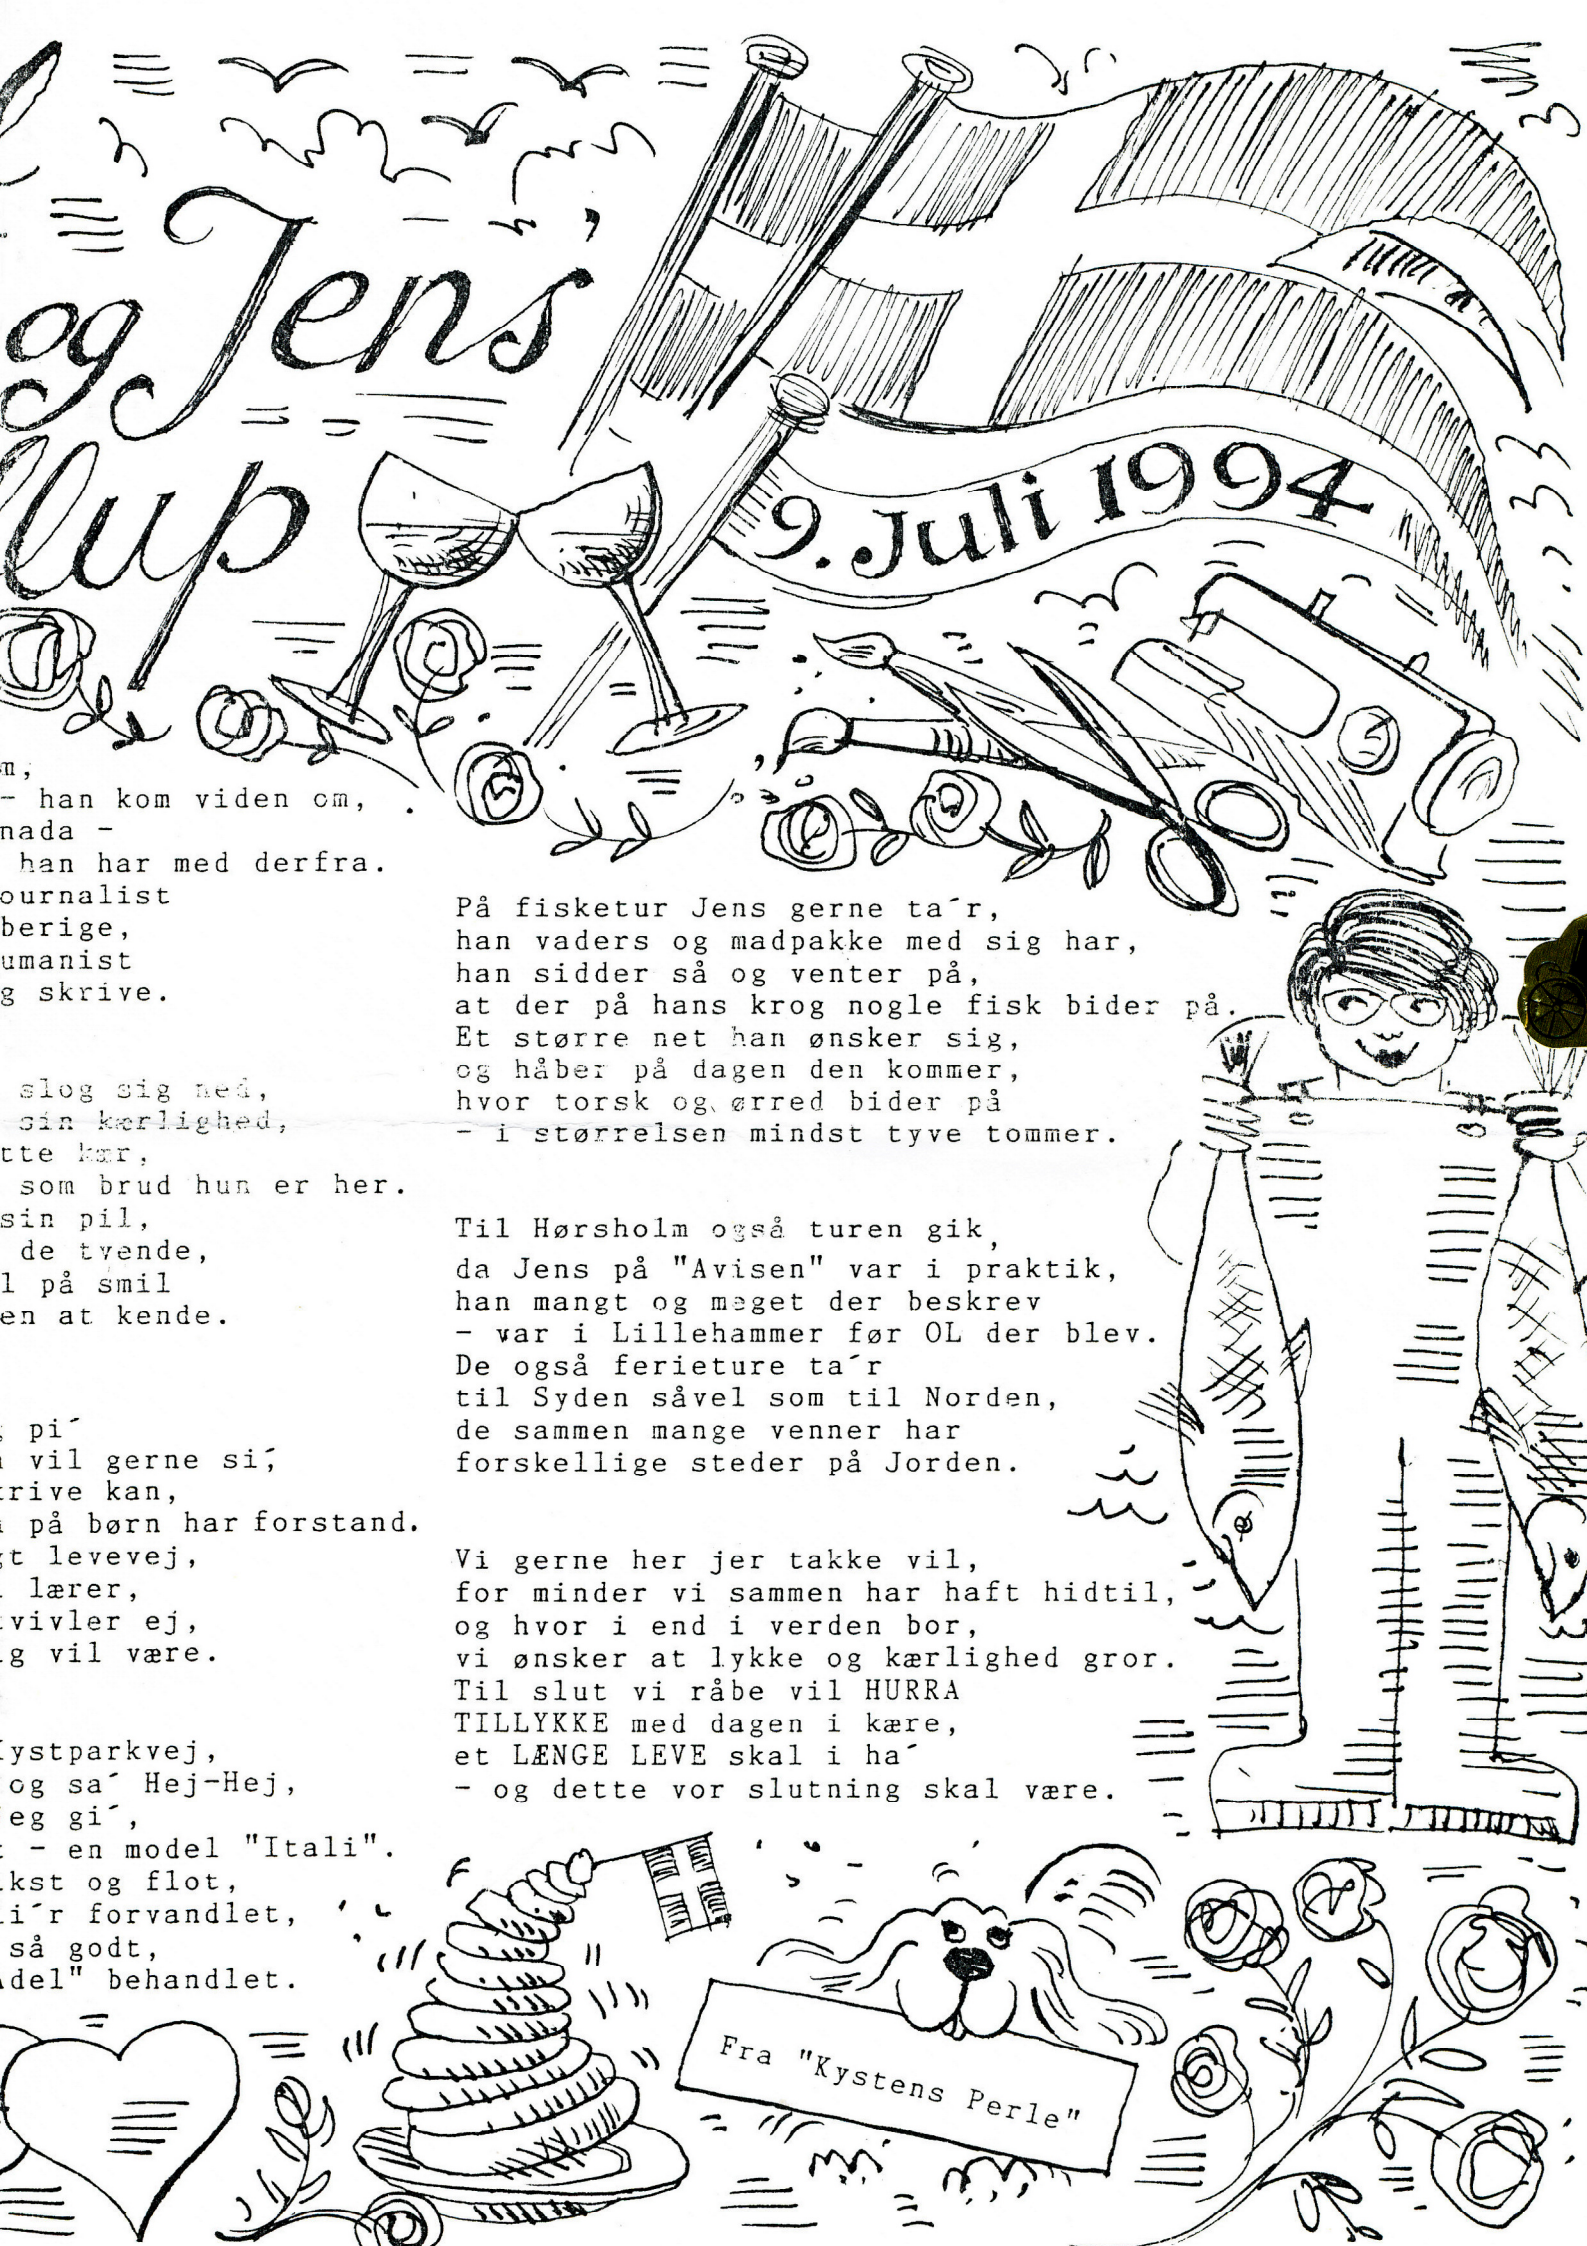 og Jens'
llup
9. Juli 1994
m,
- han kom viden om,
nada -
han har med derfra.
ournalist
berige,
umanist
g skrive.
slog sig ned,
sin kærlighed,
tte kær,
som brud hun er her.
sin pil,
de tvende,
l på smil
en at kende.
g pi´
vil gerne si´,
krive kan,
på børn har forstand.
gt levevej,
lærer,
tvivler ej,
ig vil være.
Kystparkvej,
og sa´ Hej-Hej,
jeg gi´,
- en model "Itali".
kst og flot,
li´r forvandlet,
så godt,
Adel" behandlet.
På fisketur Jens gerne ta´r,
han vaders og madpakke med sig har,
han sidder så og venter på,
at der på hans krog nogle fisk bider på.
Et større net han ønsker sig,
og håber på dagen den kommer,
hvor torsk og ørred bider på
- i størrelsen mindst tyve tommer.
Til Hørsholm også turen gik,
da Jens på "Avisen" var i praktik,
han mangt og meget der beskrev
- var i Lillehammer før OL der blev.
De også ferieture ta´r
til Syden såvel som til Norden,
de sammen mange venner har
forskellige steder på Jorden.
Vi gerne her jer takke vil,
for minder vi sammen har haft hidtil,
og hvor i end i verden bor,
vi ønsker at lykke og kærlighed gror.
Til slut vi råbe vil HURRA
TILLYKKE med dagen i kære,
et LÆNGE LEVE skal i ha´
- og dette vor slutning skal være.
Fra "Kystens Perle"